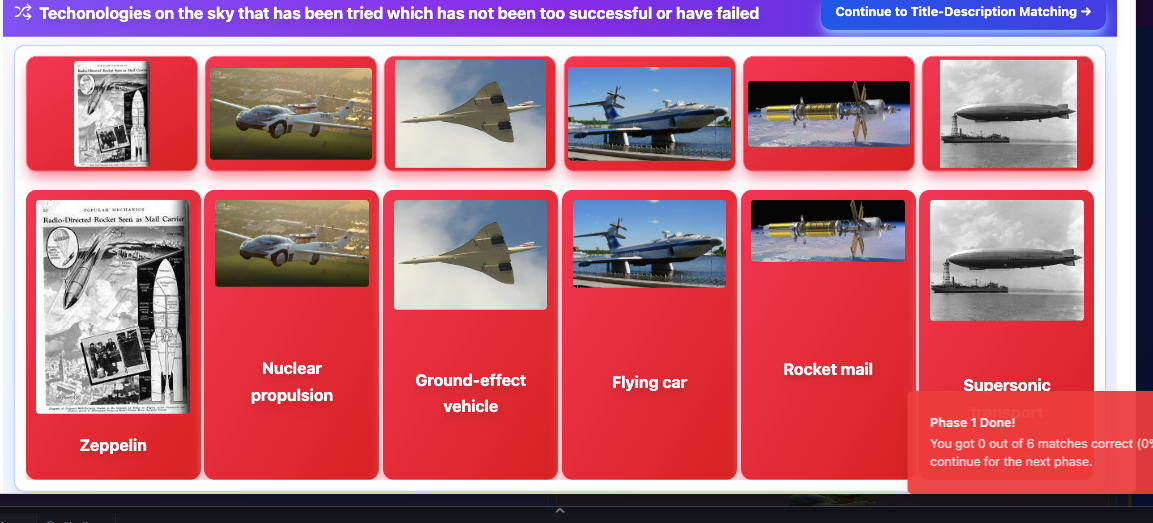 Techonologies on the sky that has been tried which has not been too successful or have failed
Continue to Title-Description Matching →
POPULAR MECHANICS
Radio-Directed Rocket Seen as Mail Carrier
Zeppelin
Nuclear
propulsion
Ground-effect
vehicle
Flying car
Rocket mail
Supersonic
transport
Phase 1 Done!
You got 0 out of 6 matches correct (0%
continue for the next phase.